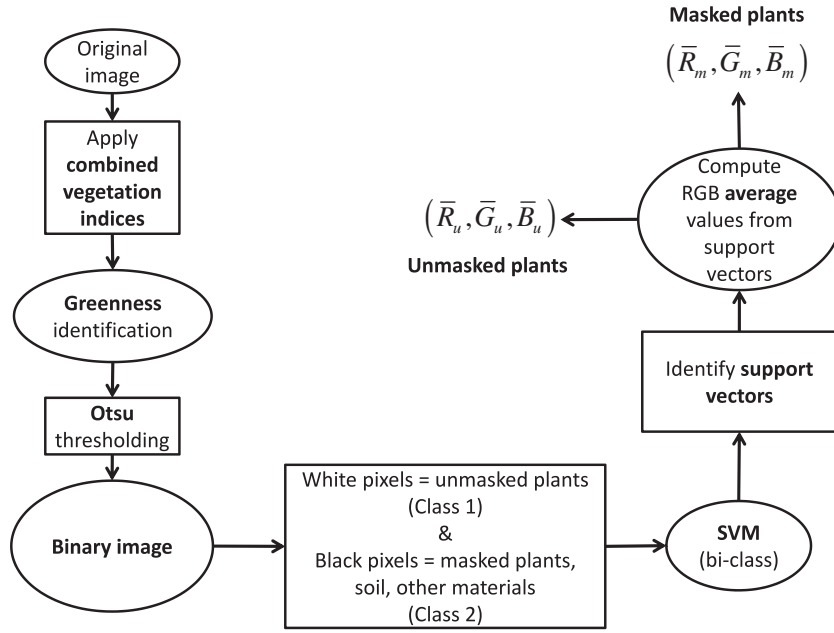 Original
image
Apply
combined
vegetation
indices
Greenness
identification
Otsu
thresholding
Binary image
White pixels = unmasked plants
(Class 1)
&
Black pixels = masked plants,
soil, other materials
(Class 2)
SVM
(bi-class)
Identify support
vectors
Compute
RGB average
values from
support
vectors
(R̅ₘ, G̅ₘ, B̅ₘ)
Masked plants
(R̅ᵤ, G̅ᵤ, B̅ᵤ)
Unmasked plants